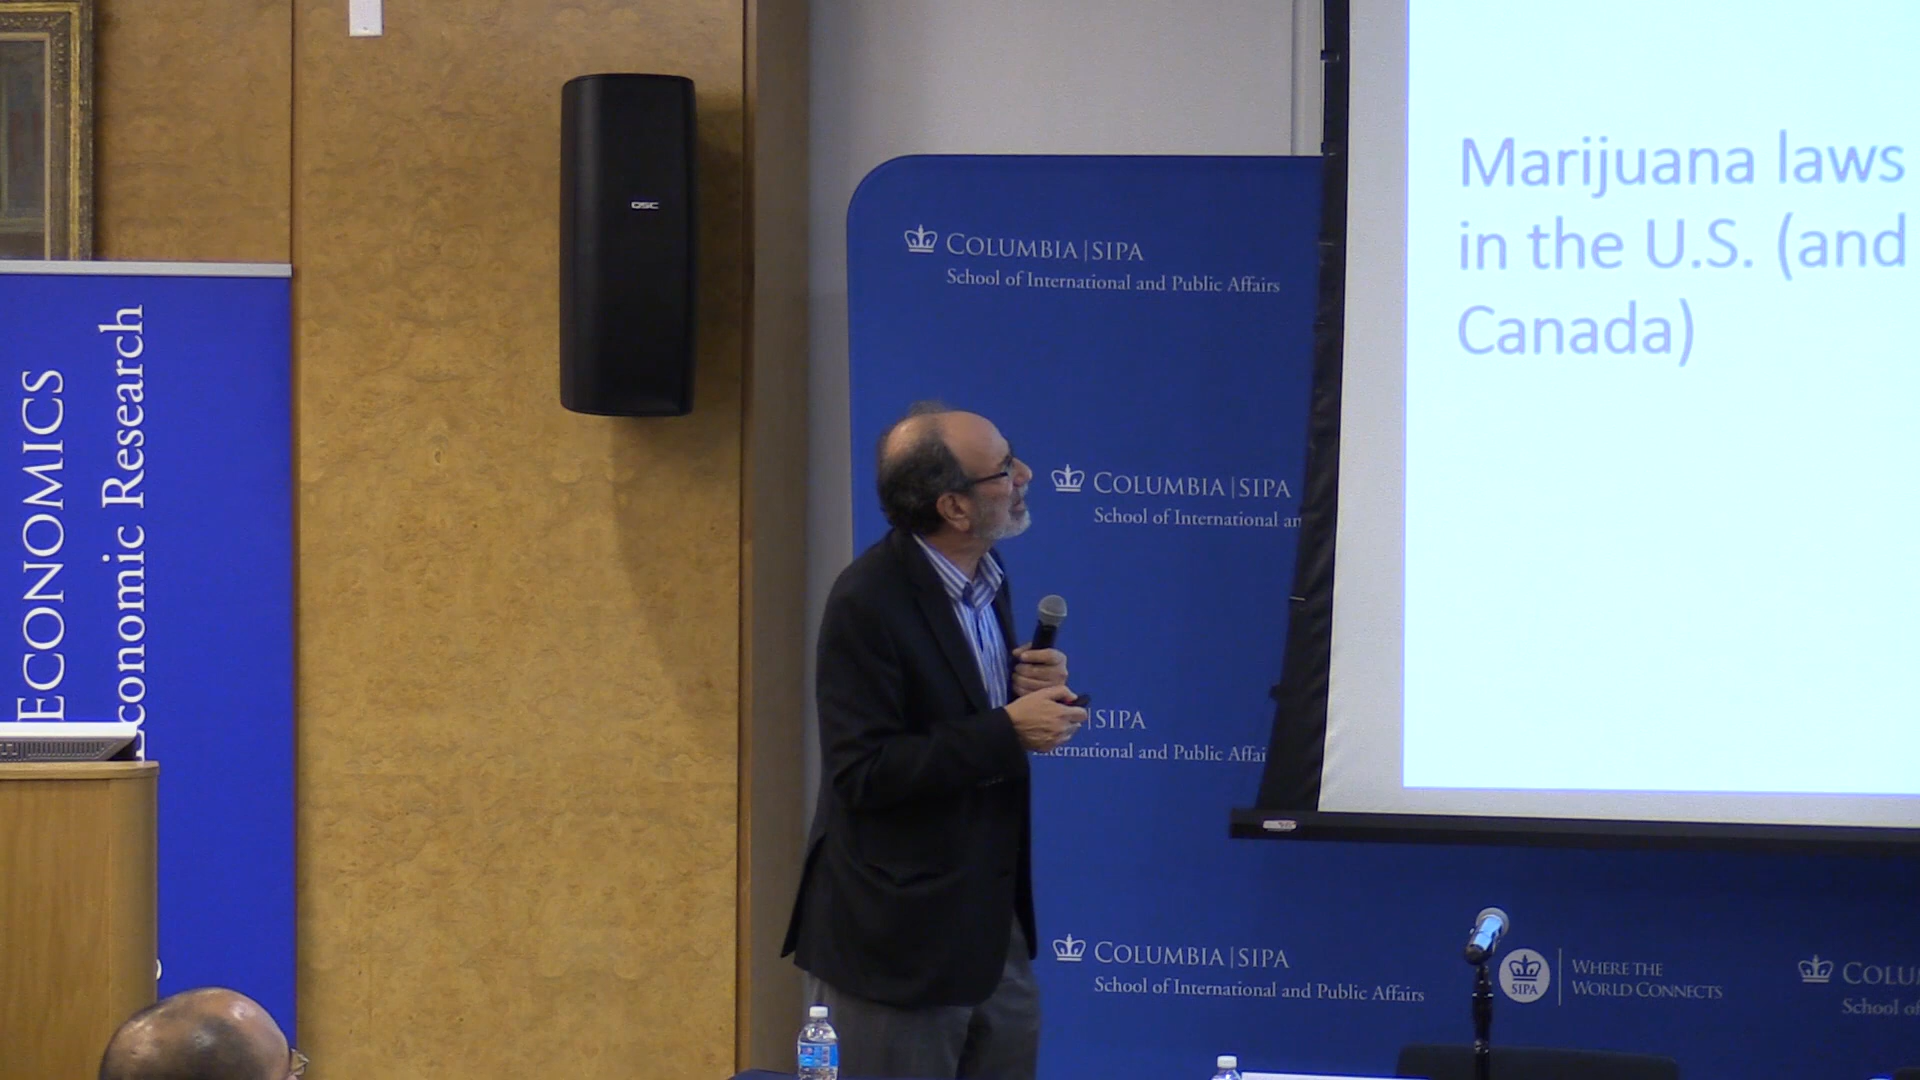 ECONOMICS
Economic Research
QSC
COLUMBIA | SIPA
School of International and Public Affairs
COLUMBIA | SIPA
School of International an
SIPA
ternational and Public Affai
COLUMBIA | SIPA
School of International and Public Affairs
SIPA
WHERE THE
WORLD CONNECTS
COLU
School of
Marijuana laws
in the U.S. (and
Canada)